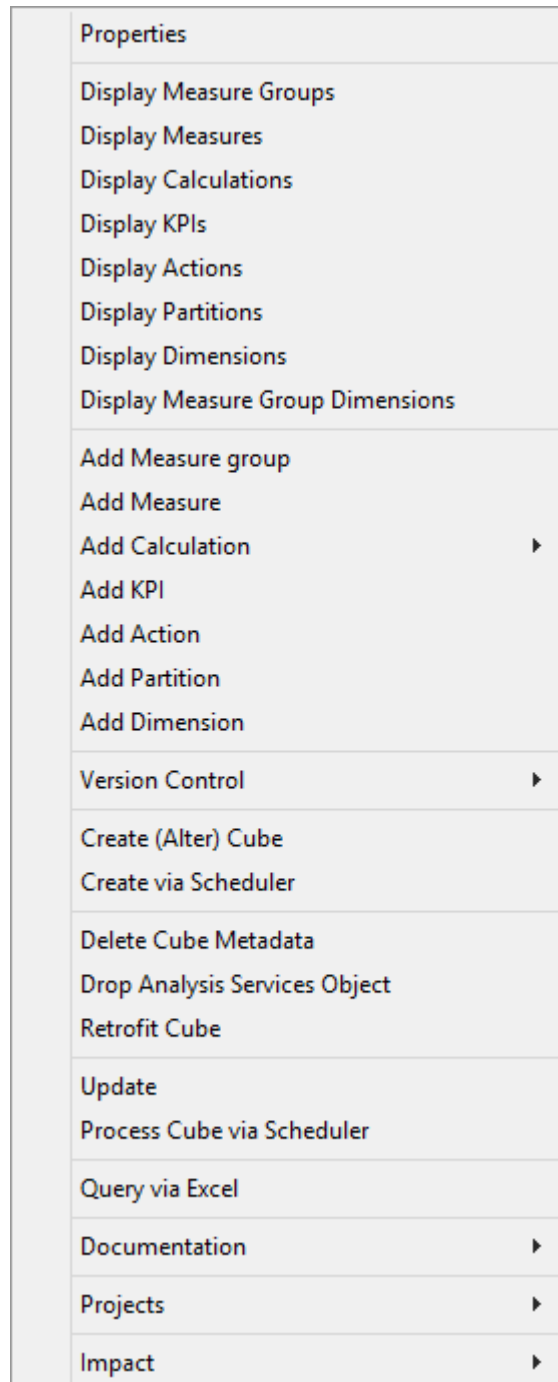 Properties
Display Measure Groups
Display Measures
Display Calculations
Display KPIs
Display Actions
Display Partitions
Display Dimensions
Display Measure Group Dimensions
Add Measure group
Add Measure
Add Calculation
Add KPI
Add Action
Add Partition
Add Dimension
Version Control
Create (Alter) Cube
Create via Scheduler
Delete Cube Metadata
Drop Analysis Services Object
Retrofit Cube
Update
Process Cube via Scheduler
Query via Excel
Documentation
Projects
Impact